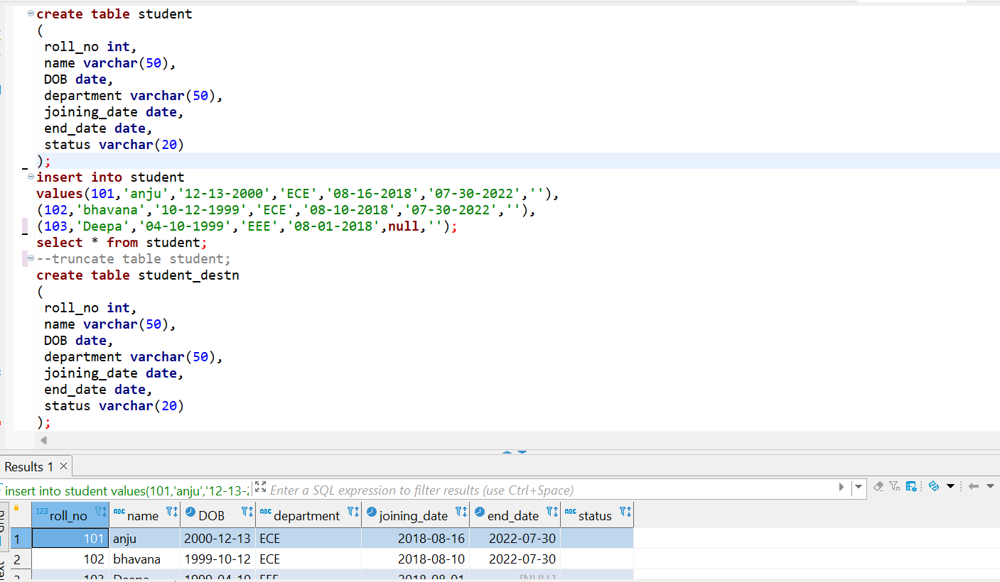 create table student
(
roll_no int,
name varchar(50),
DOB date,
department varchar(50),
joining_date date,
end_date date,
status varchar(20)
);
insert into student
values(101,'anju','12-13-2000','ECE','08-16-2018','07-30-2022',''),
(102,'bhavana','10-12-1999','ECE','08-10-2018','07-30-2022',''),
(103,'Deepa','04-10-1999','EEE','08-01-2018',null,'');
select * from student;
--truncate table student;
create table student_destn
(
roll_no int,
name varchar(50),
DOB date,
department varchar(50),
joining_date date,
end_date date,
status varchar(20)
);
Results 1
insert into student values(101,'anju','12-13- Enter a SQL expression to filter results (use Ctrl+Space)
123 roll_no ABC name DOB ABC department joining_date end_date ABC status
1 101 anju 2000-12-13 ECE 2018-08-16 2022-07-30
2 102 bhavana 1999-10-12 ECE 2018-08-10 2022-07-30
103 Deepa 1999-04-10 EEE 2018-08-01 [NULL]